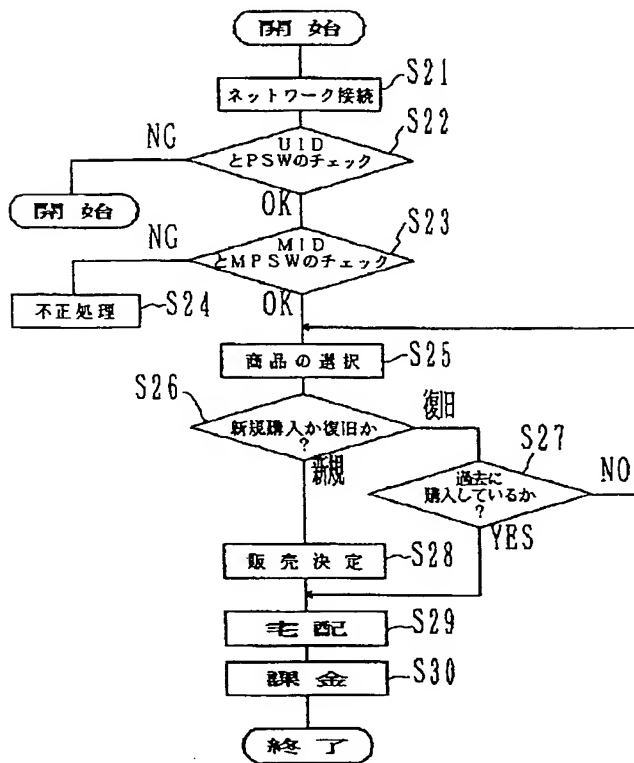 開始
S21
ネットワーク接続
S22
NG
UID
とPSWのチェック
OK
開始
S23
NG
MID
とMPSWのチェック
OK
不正処理
S24
商品の選択
S25
S26
新規購入か復旧か
?
復旧
新規
S27
過去に
購入しているか
?
NO
YES
販売決定
S28
宅配
S29
課金
S30
終了